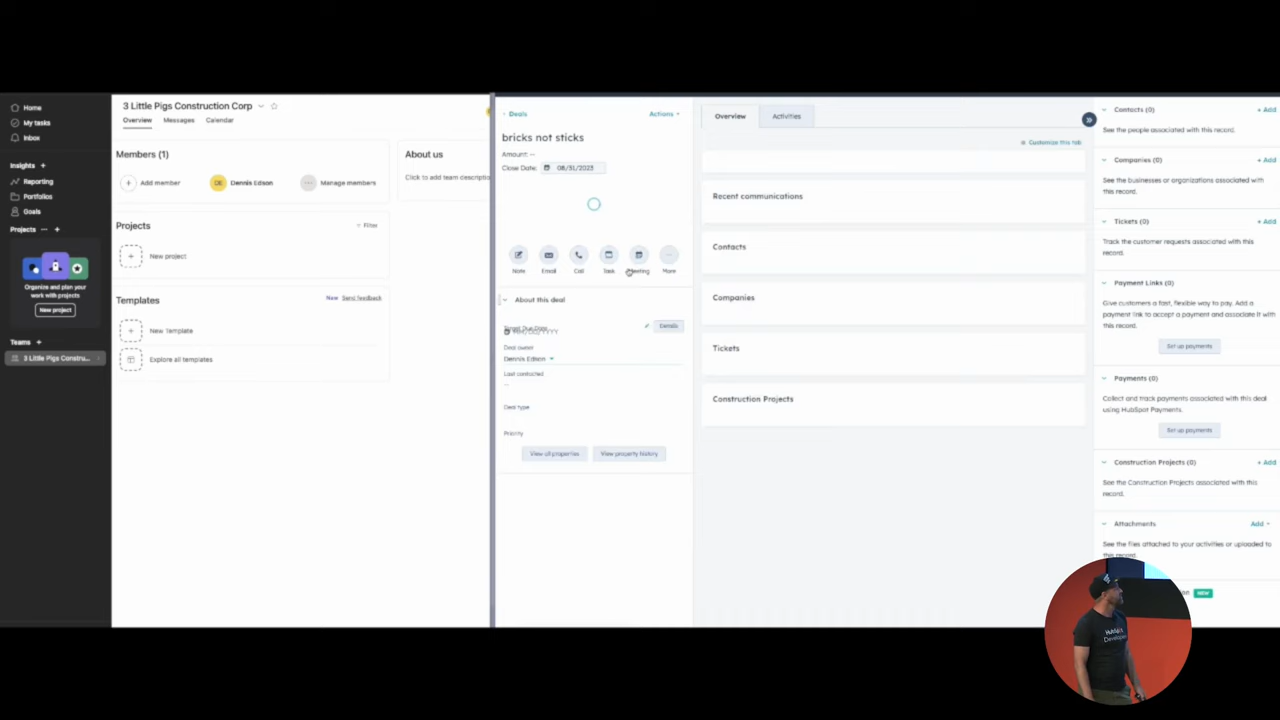 Home
My tasks
Inbox
Insights +
Reporting
Portfolios
Goals
Projects ... +
Organize and plan your
work with projects
New project
Teams +
3 Little Pigs Constru...
3 Little Pigs Construction Corp
Overview Messages Calendar
Members (1)
Add member
DE Dennis Edson
Manage members
Projects
Filter
New project
Templates
New Send feedback
New Template
Explore all templates
About us
Click to add team descriptio
Deals
Actions
bricks not sticks
Amount: --
Close Date: 08/31/2023
Note Email Call Task Meeting More
About this deal
Details
Deal owner
Dennis Edson
Last contacted
--
Deal type
Priority
View all properties View property history
Overview Activities
Customize this tab
Recent communications
Contacts
Companies
Tickets
Construction Projects
Contacts (0) + Add
See the people associated with this record.
Companies (0) + Add
See the businesses or organizations associated with
this record.
Tickets (0) + Add
Track the customer requests associated with this
record.
Payment Links (0)
Give customers a fast, flexible way to pay. Add a
payment link to accept a payment and associate it with
this record.
Set up payments
Payments (0)
Collect and track payments associated with this deal
using HubSpot Payments.
Set up payments
Construction Projects (0) + Add
See the Construction Projects associated with this
record.
Attachments Add
See the files attached to your activities or uploaded to
this record.
NEW
HubSpot